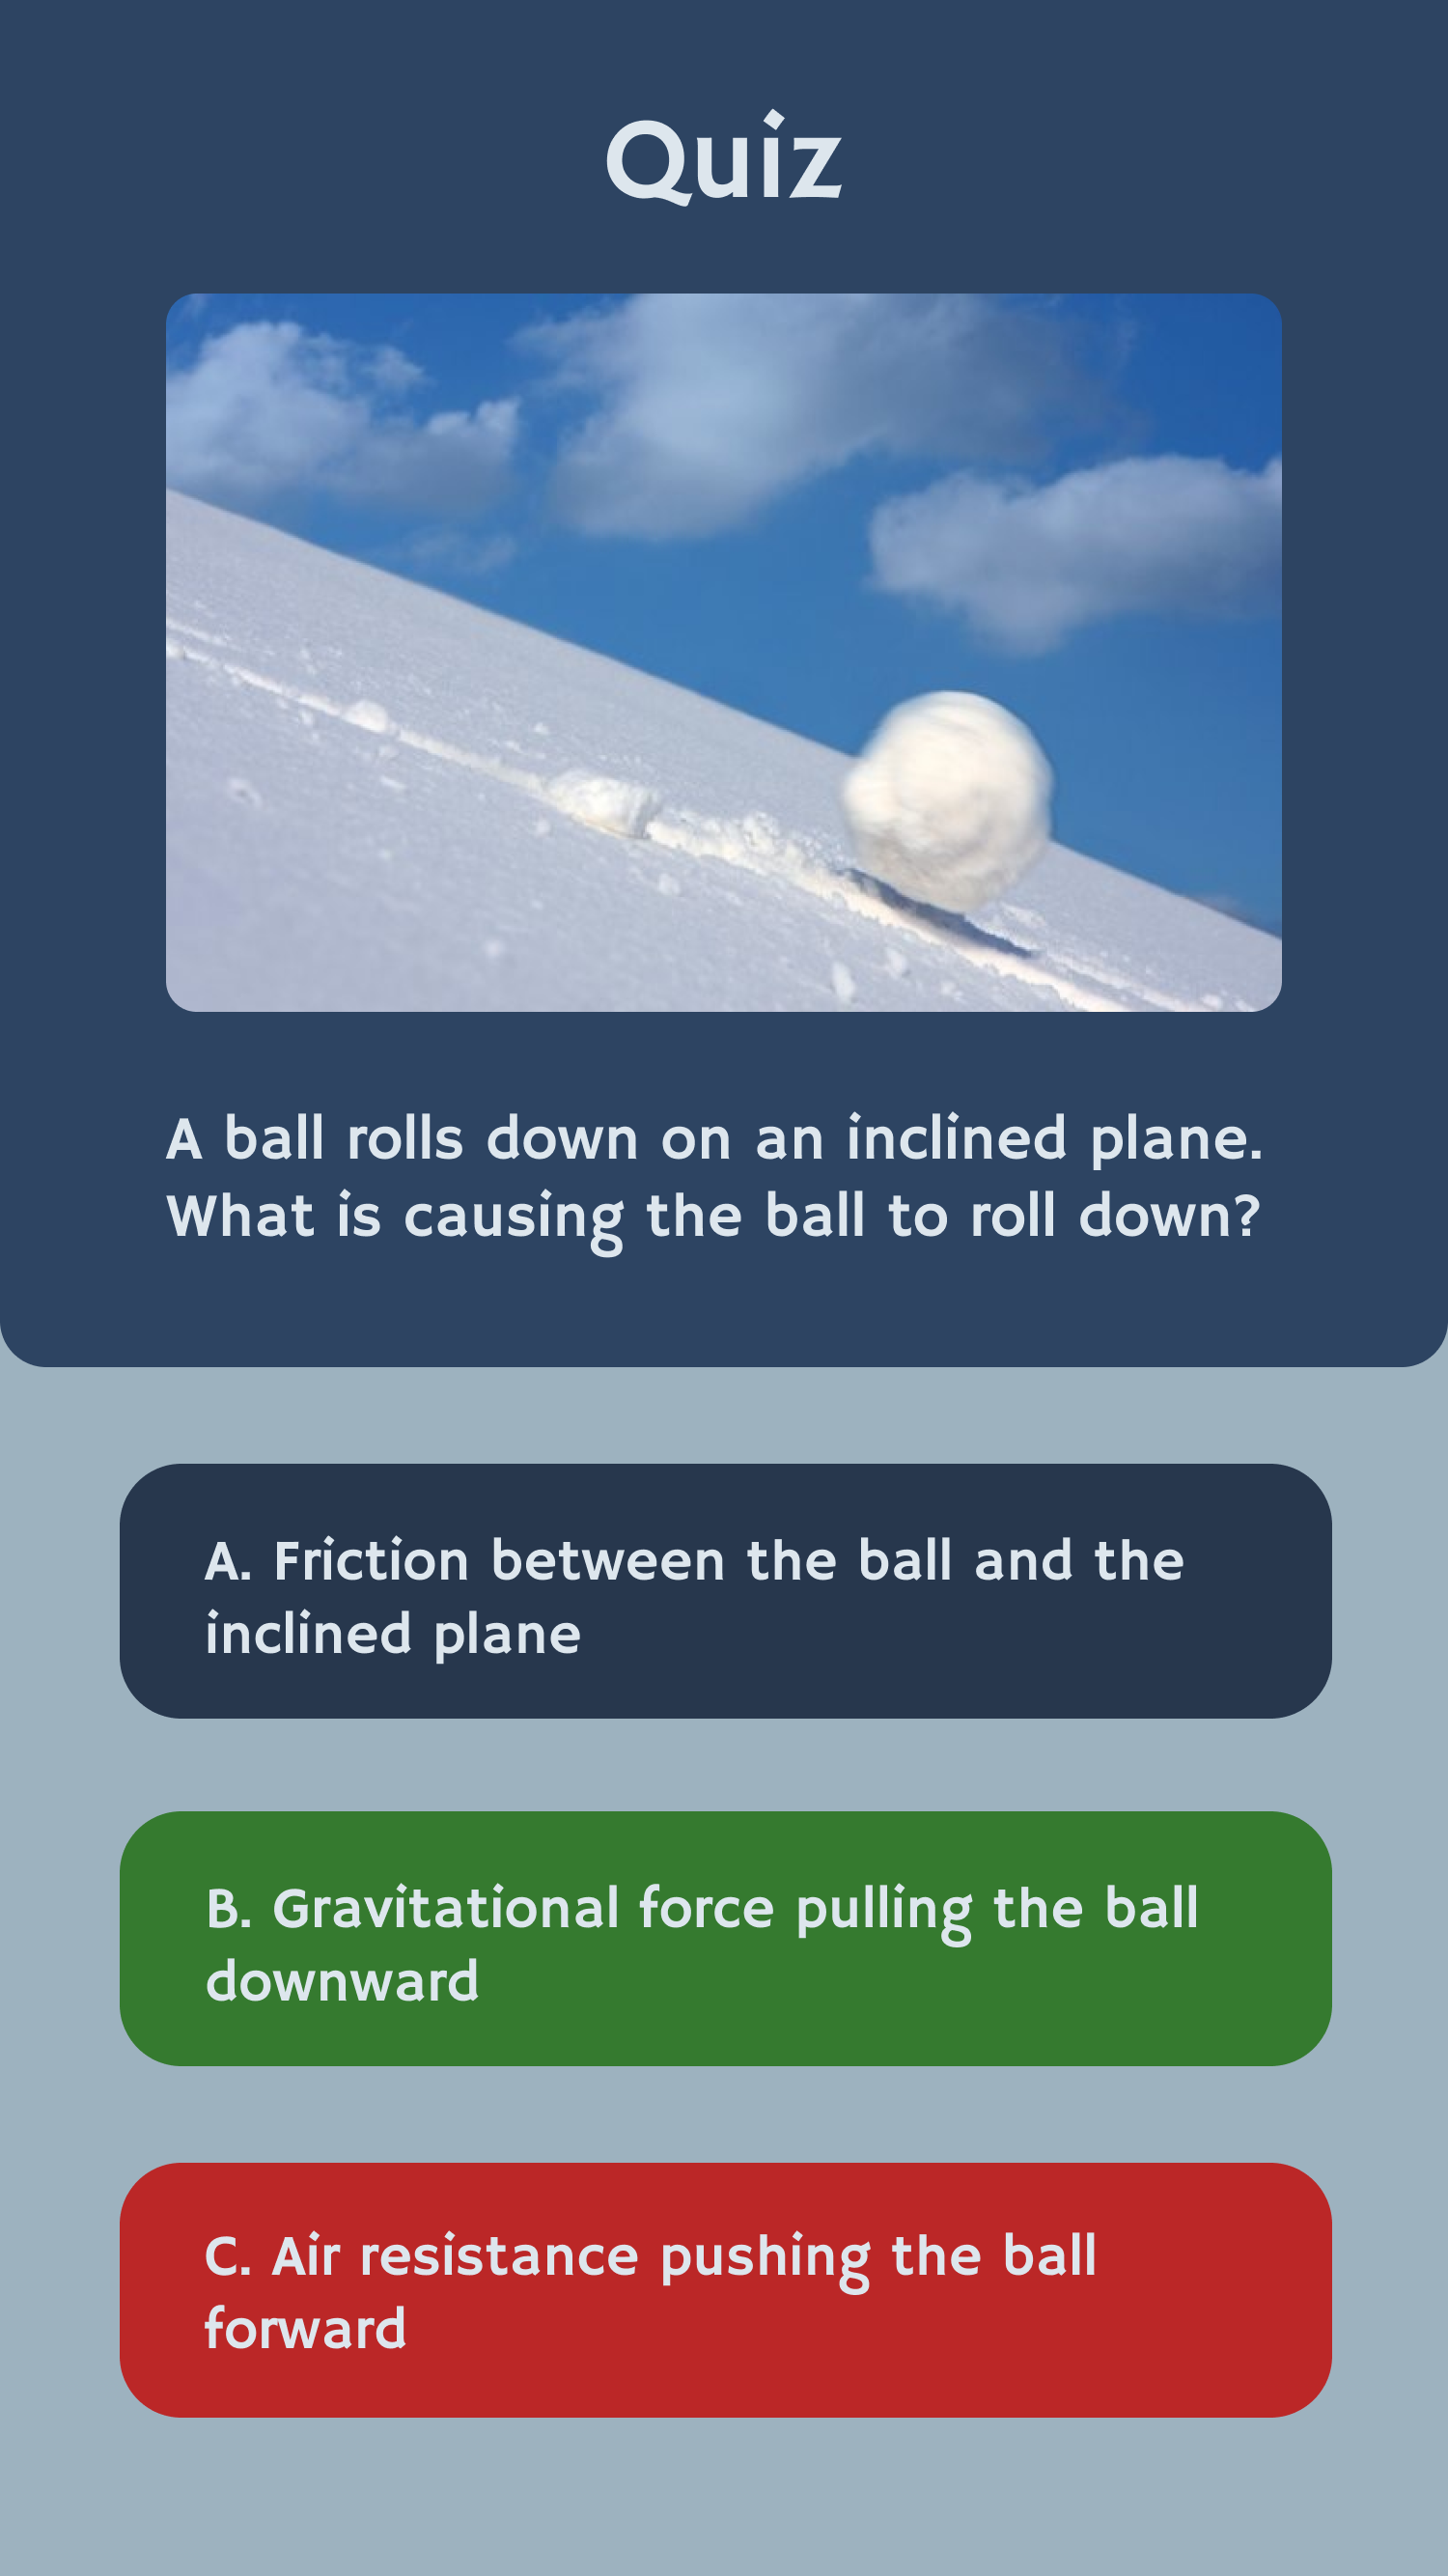 Quiz
A ball rolls down on an inclined plane.
What is causing the ball to roll down?
A. Friction between the ball and the
inclined plane
B. Gravitational force pulling the ball
downward
C. Air resistance pushing the ball
forward